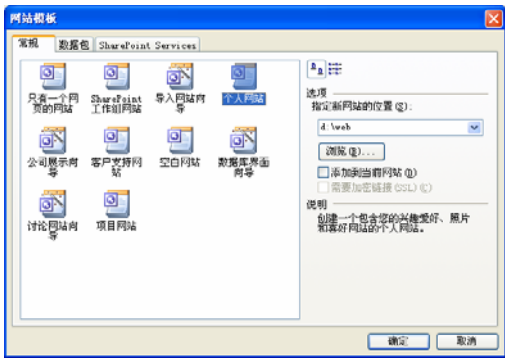 网站模板
常规 数据包 SharePoint Services
只有一个网页的网站
SharePoint 工作组网站
导入网站向导
个人网站
公司展示向导
客户支持网站
空白网站
数据库界面向导
讨论网站向导
项目网站
选项
指定新网站的位置(S):
d:\web
浏览(B)...
添加到当前网站(D)
需要加密链接(SSL)(C)
说明
创建一个包含您的兴趣爱好、照片
和喜好网站的个人网站。
确定 取消